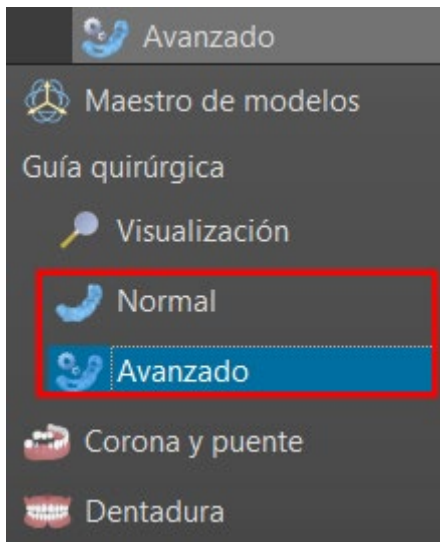 Avanzado
Maestro de modelos
Guía quirúrgica
Visualización
Normal
Avanzado
Corona y puente
Dentadura